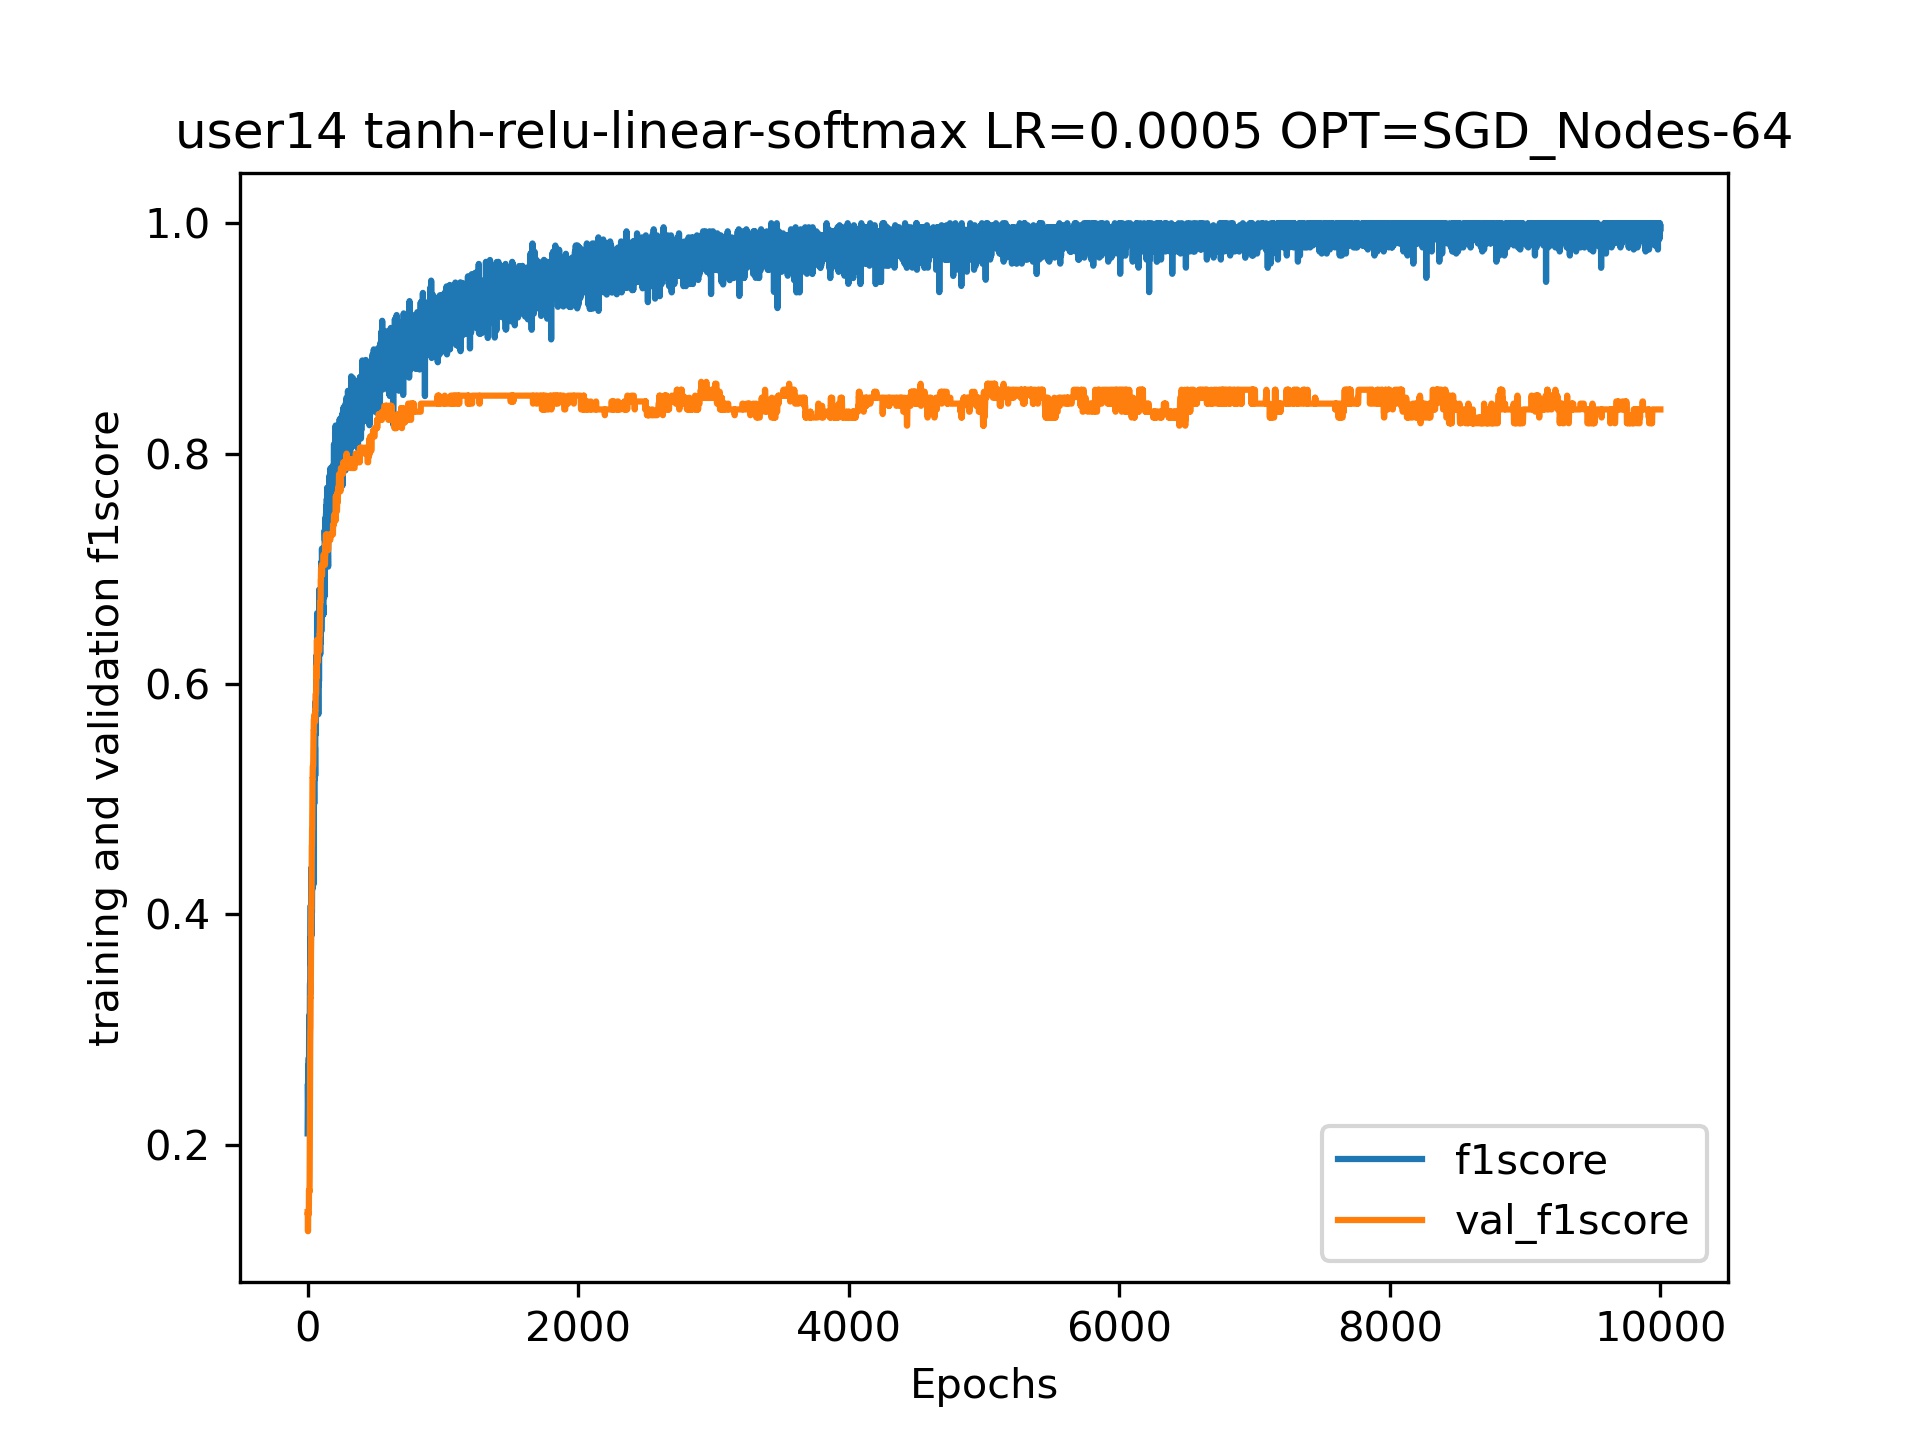 user14 tanh-relu-linear-softmax LR=0.0005 OPT=SGD_Nodes-64
training and validation f1score
1.0
0.8
0.6
0.4
0.2
f1score
val_f1score
0 2000 4000 6000 8000 10000
Epochs